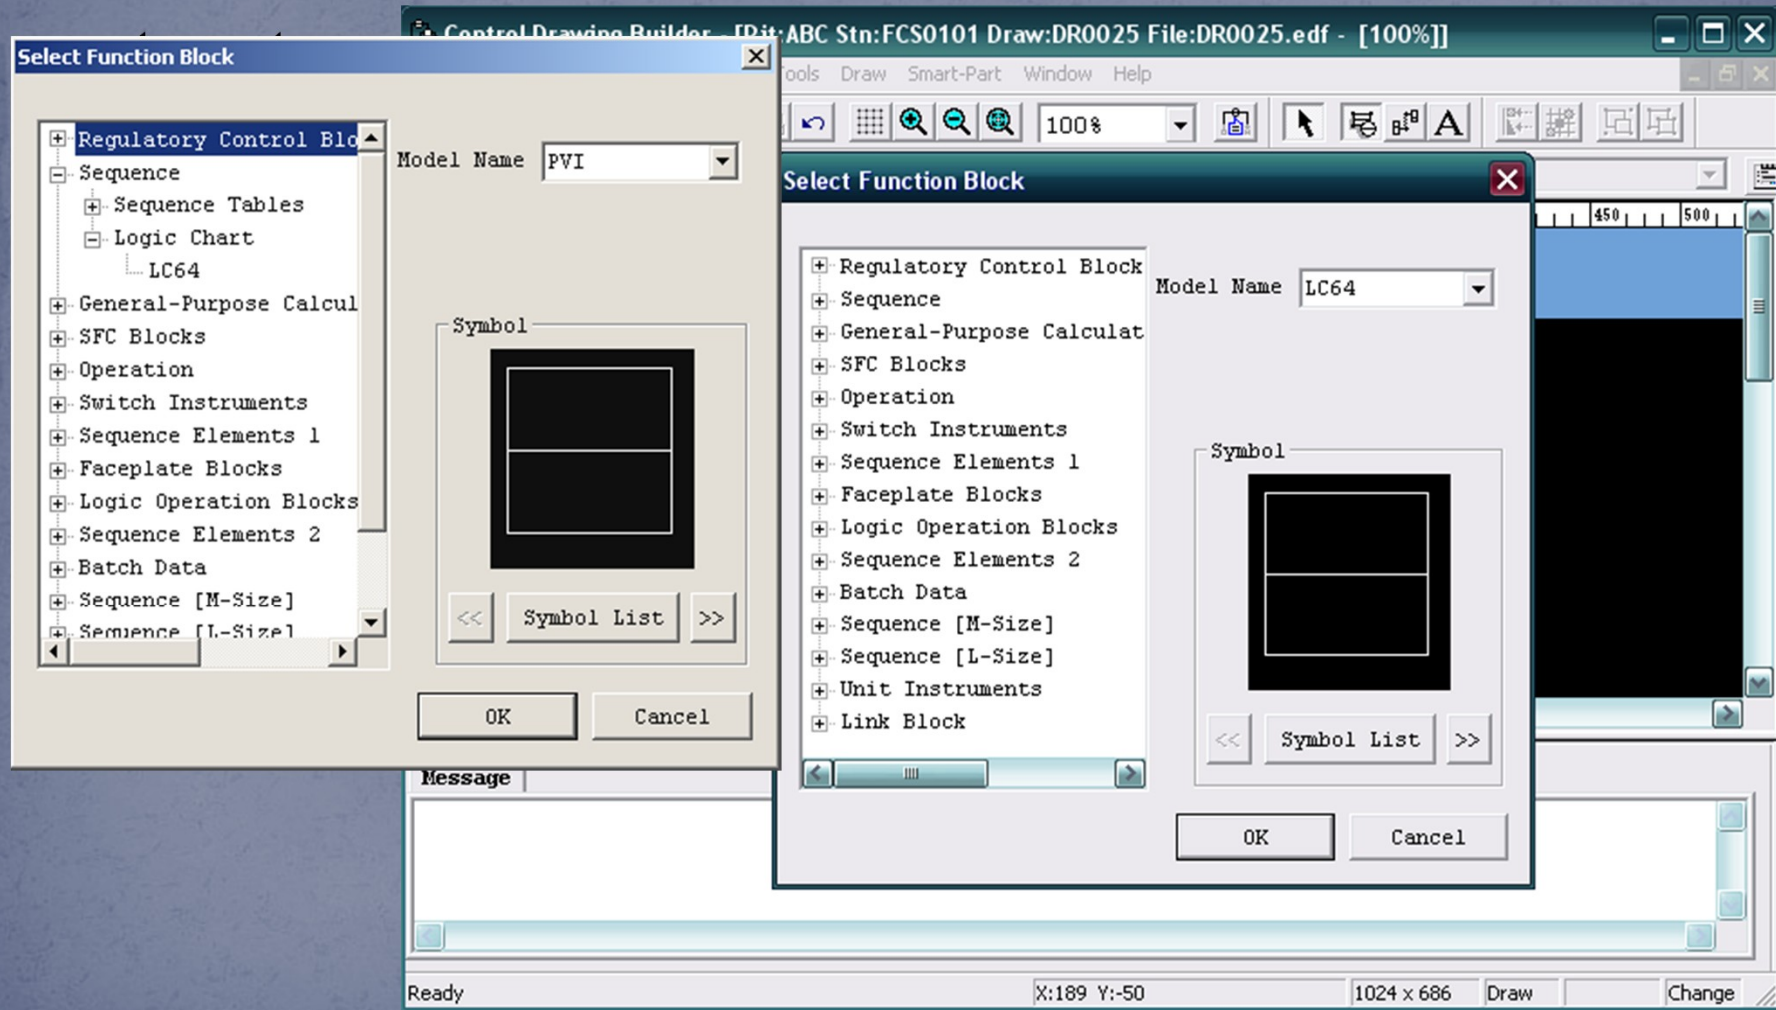 Control Drawing Builder - [Pjt:ABC Stn:FCS0101 Draw:DR0025 File:DR0025.edf - [100%]]
Draw Smart-Part Window Help
100%
450 500
Select Function Block
Regulatory Control Blo
Sequence
Sequence Tables
Logic Chart
LC64
General-Purpose Calcul
SFC Blocks
Operation
Switch Instruments
Sequence Elements 1
Faceplate Blocks
Logic Operation Blocks
Sequence Elements 2
Batch Data
Sequence [M-Size]
Sequence [L-Size]
Model Name PVI
Symbol
<< Symbol List >>
OK Cancel
Select Function Block
Regulatory Control Block
Sequence
General-Purpose Calculat
SFC Blocks
Operation
Switch Instruments
Sequence Elements 1
Faceplate Blocks
Logic Operation Blocks
Sequence Elements 2
Batch Data
Sequence [M-Size]
Sequence [L-Size]
Unit Instruments
Link Block
Model Name LC64
Symbol
<< Symbol List >>
OK Cancel
Message
Ready X:189 Y:-50 1024 x 686 Draw Change